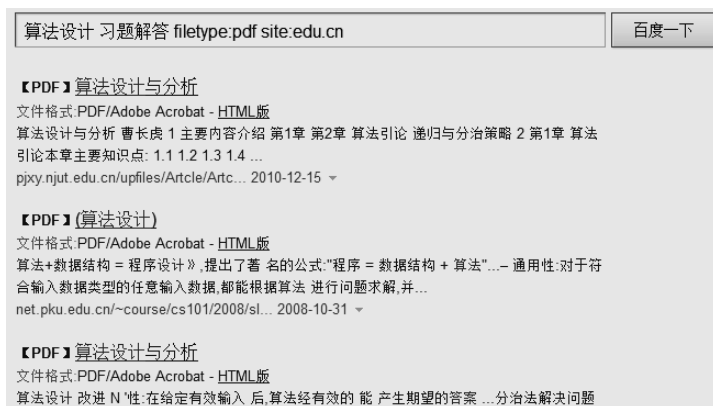 算法设计 习题解答 filetype:pdf site:edu.cn
百度一下
【PDF】算法设计与分析
文件格式:PDF/Adobe Acrobat - HTML版
算法设计与分析 曹长虎 1 主要内容介绍 第1章 第2章 算法引论 递归与分治策略 2 第1章 算法
引论本章主要知识点: 1.1 1.2 1.3 1.4 ...
pjxy.njut.edu.cn/upfiles/Artcle/Artc... 2010-12-15
【PDF】(算法设计)
文件格式:PDF/Adobe Acrobat - HTML版
算法+数据结构 = 程序设计》,提出了著 名的公式:"程序 = 数据结构 + 算法"...– 通用性:对于符
合输入数据类型的任意输入数据,都能根据算法 进行问题求解,并...
net.pku.edu.cn/~course/cs101/2008/sl... 2008-10-31
【PDF】算法设计与分析
文件格式:PDF/Adobe Acrobat - HTML版
算法设计 改进 N '性:在给定有效输入 后,算法经有效的 能 产生期望的答案 ...分治法解决问题